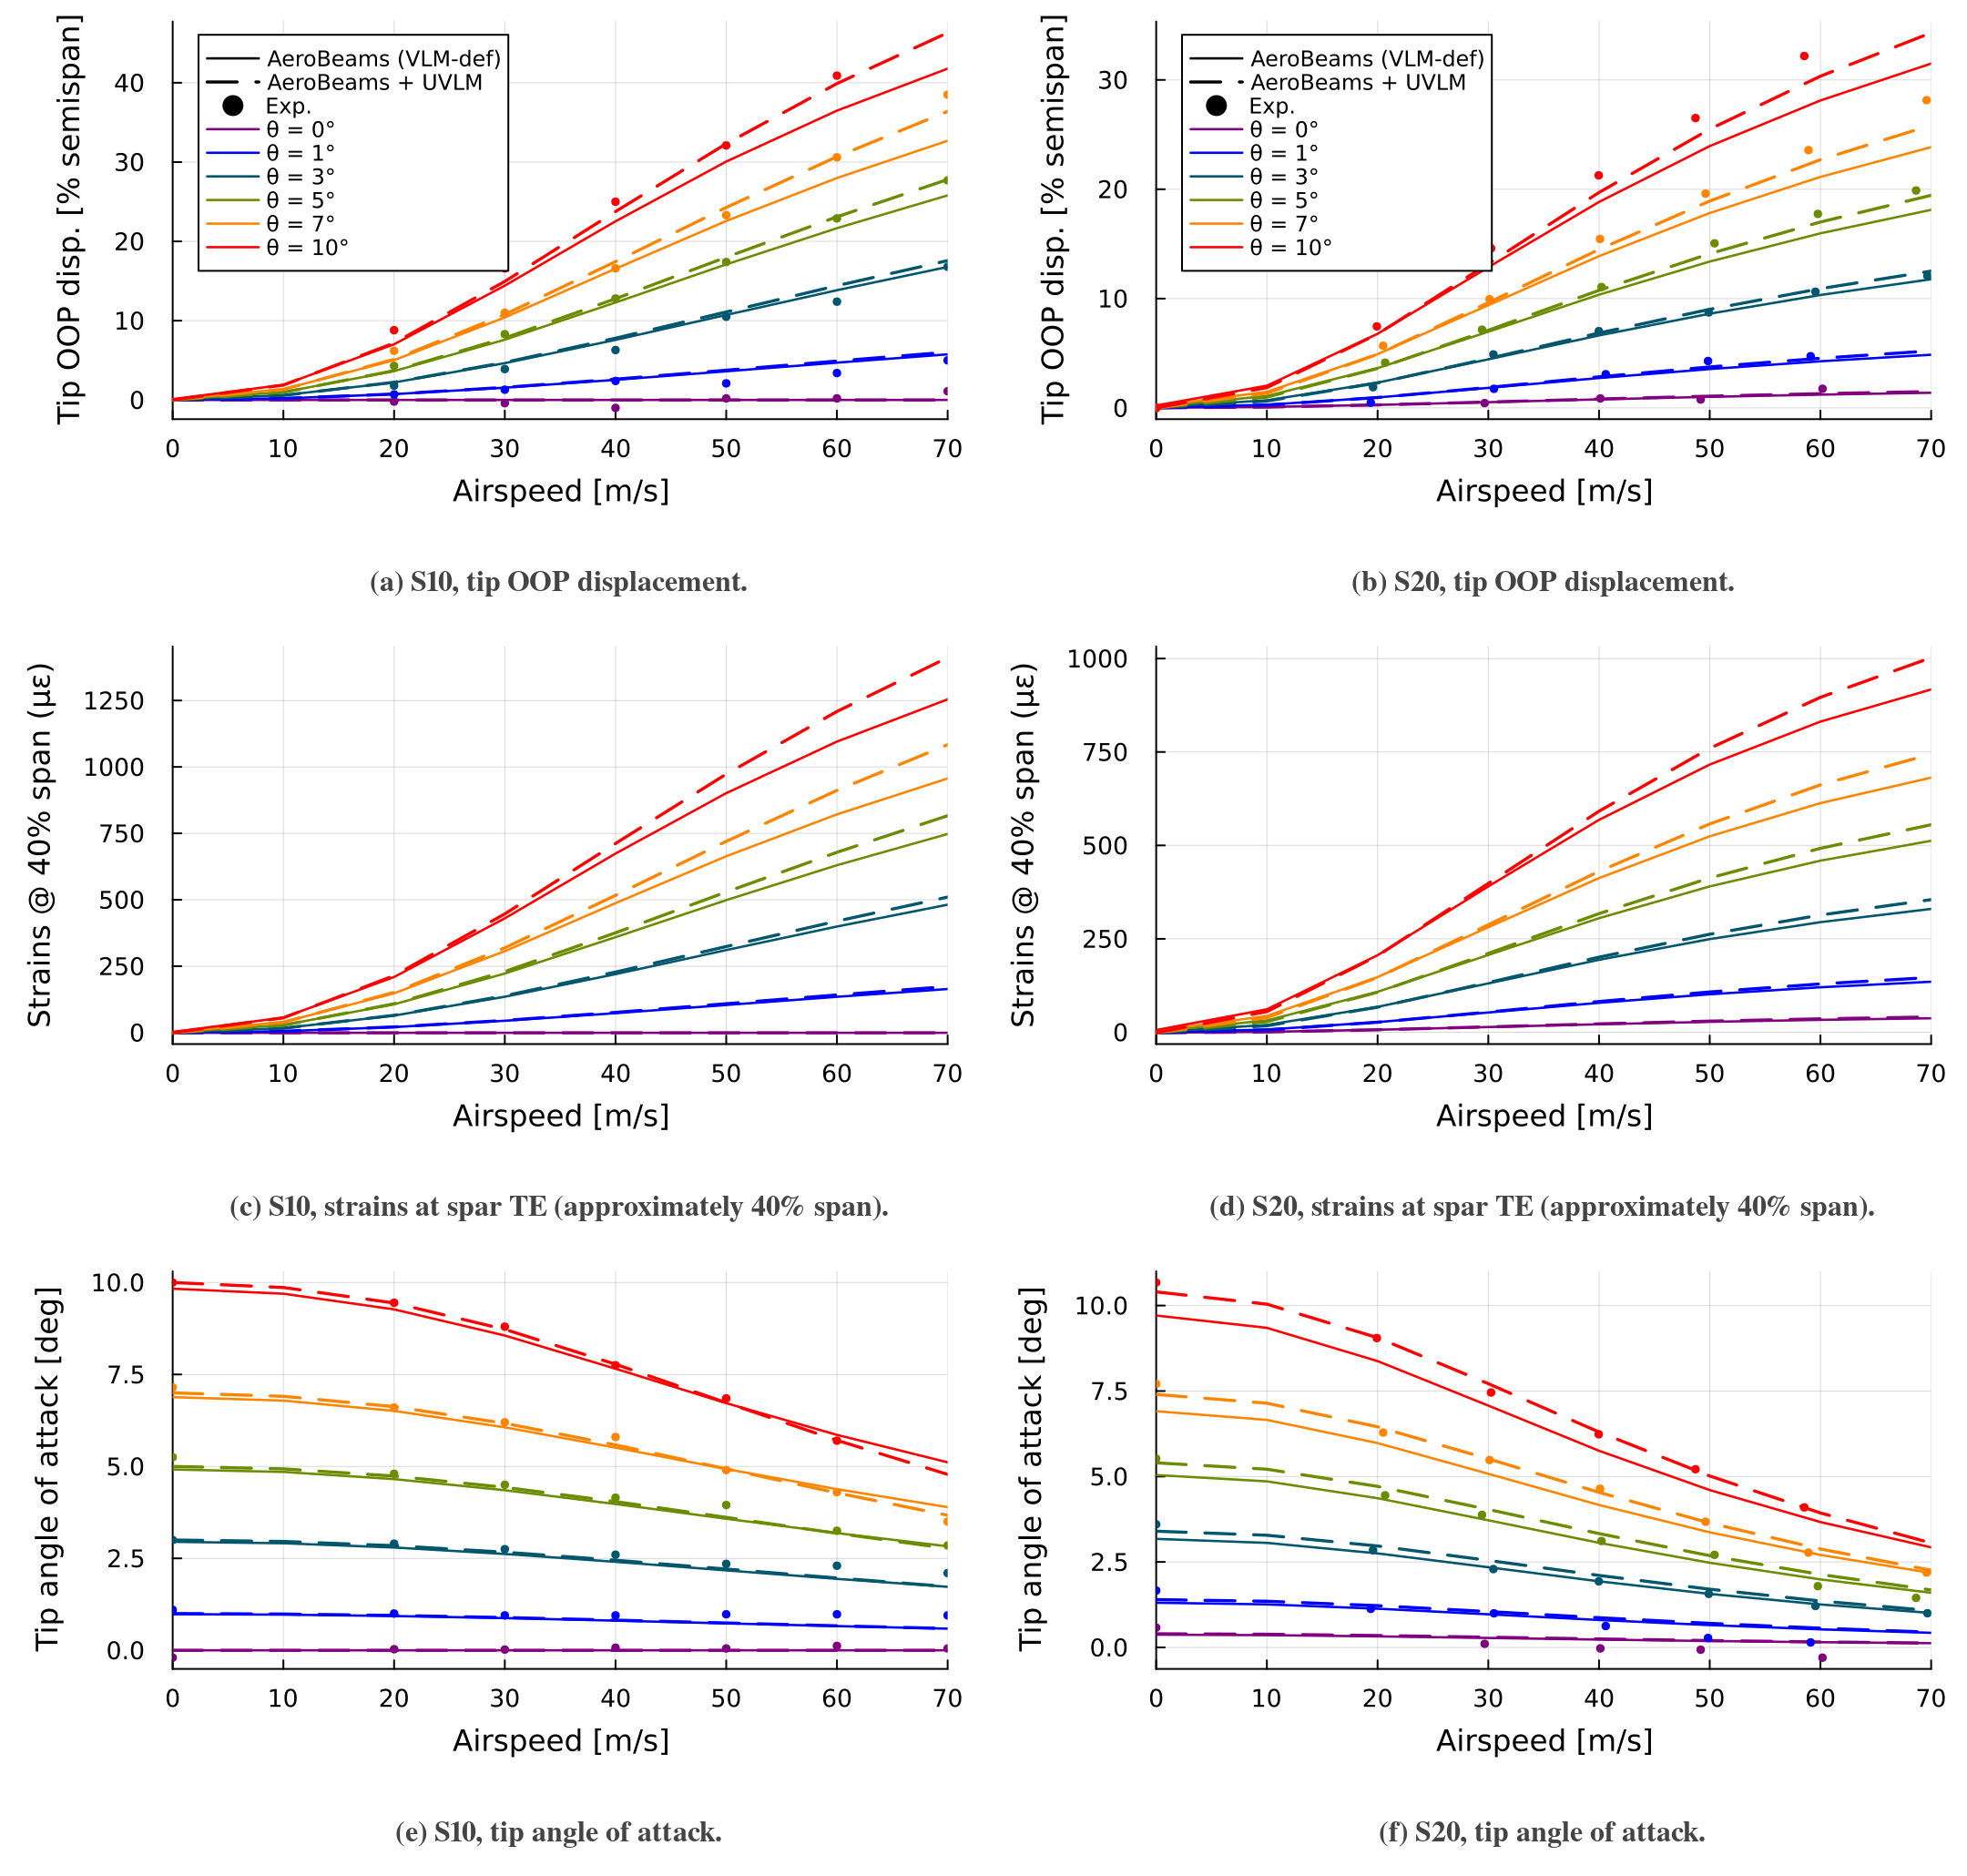 Tip OOP disp. [% semispan]
40
30
20
10
0
AeroBeams (VLM-def)
AeroBeams + UVLM
Exp.
θ = 0°
θ = 1°
θ = 3°
θ = 5°
θ = 7°
θ = 10°
0 10 20 30 40 50 60 70
Airspeed [m/s]
(a) S10, tip OOP displacement.
Tip OOP disp. [% semispan]
30
20
10
0
AeroBeams (VLM-def)
AeroBeams + UVLM
Exp.
θ = 0°
θ = 1°
θ = 3°
θ = 5°
θ = 7°
θ = 10°
0 10 20 30 40 50 60 70
Airspeed [m/s]
(b) S20, tip OOP displacement.
Strains @ 40% span (με)
1250
1000
750
500
250
0
0 10 20 30 40 50 60 70
Airspeed [m/s]
(c) S10, strains at spar TE (approximately 40% span).
Strains @ 40% span (με)
1000
750
500
250
0
0 10 20 30 40 50 60 70
Airspeed [m/s]
(d) S20, strains at spar TE (approximately 40% span).
Tip angle of attack [deg]
10.0
7.5
5.0
2.5
0.0
0 10 20 30 40 50 60 70
Airspeed [m/s]
(e) S10, tip angle of attack.
Tip angle of attack [deg]
10.0
7.5
5.0
2.5
0.0
0 10 20 30 40 50 60 70
Airspeed [m/s]
(f) S20, tip angle of attack.